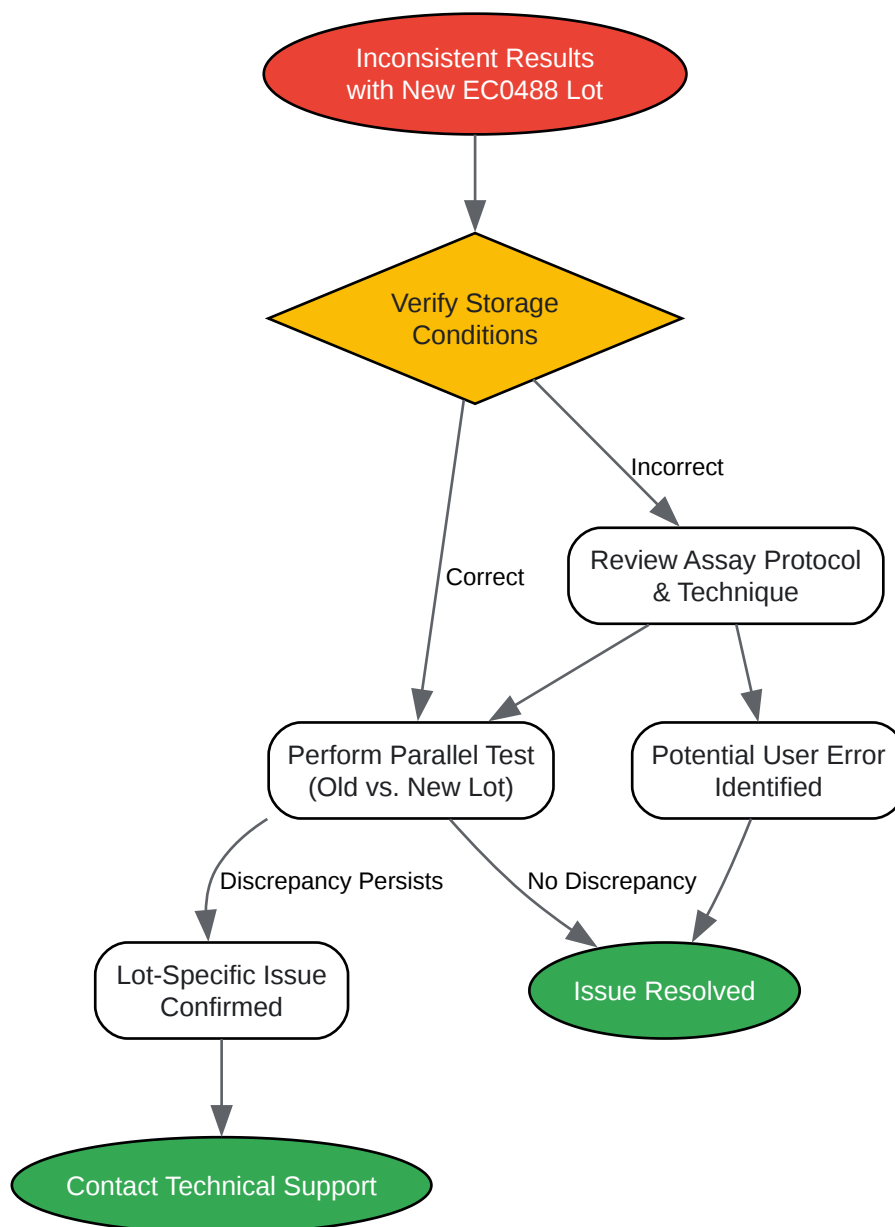 Inconsistent Results
with New EC0488 Lot
Verify Storage
Conditions
Incorrect
Review Assay Protocol
& Technique
Correct
Perform Parallel Test
(Old vs. New Lot)
Potential User Error
Identified
Discrepancy Persists
No Discrepancy
Lot-Specific Issue
Confirmed
Issue Resolved
Contact Technical Support